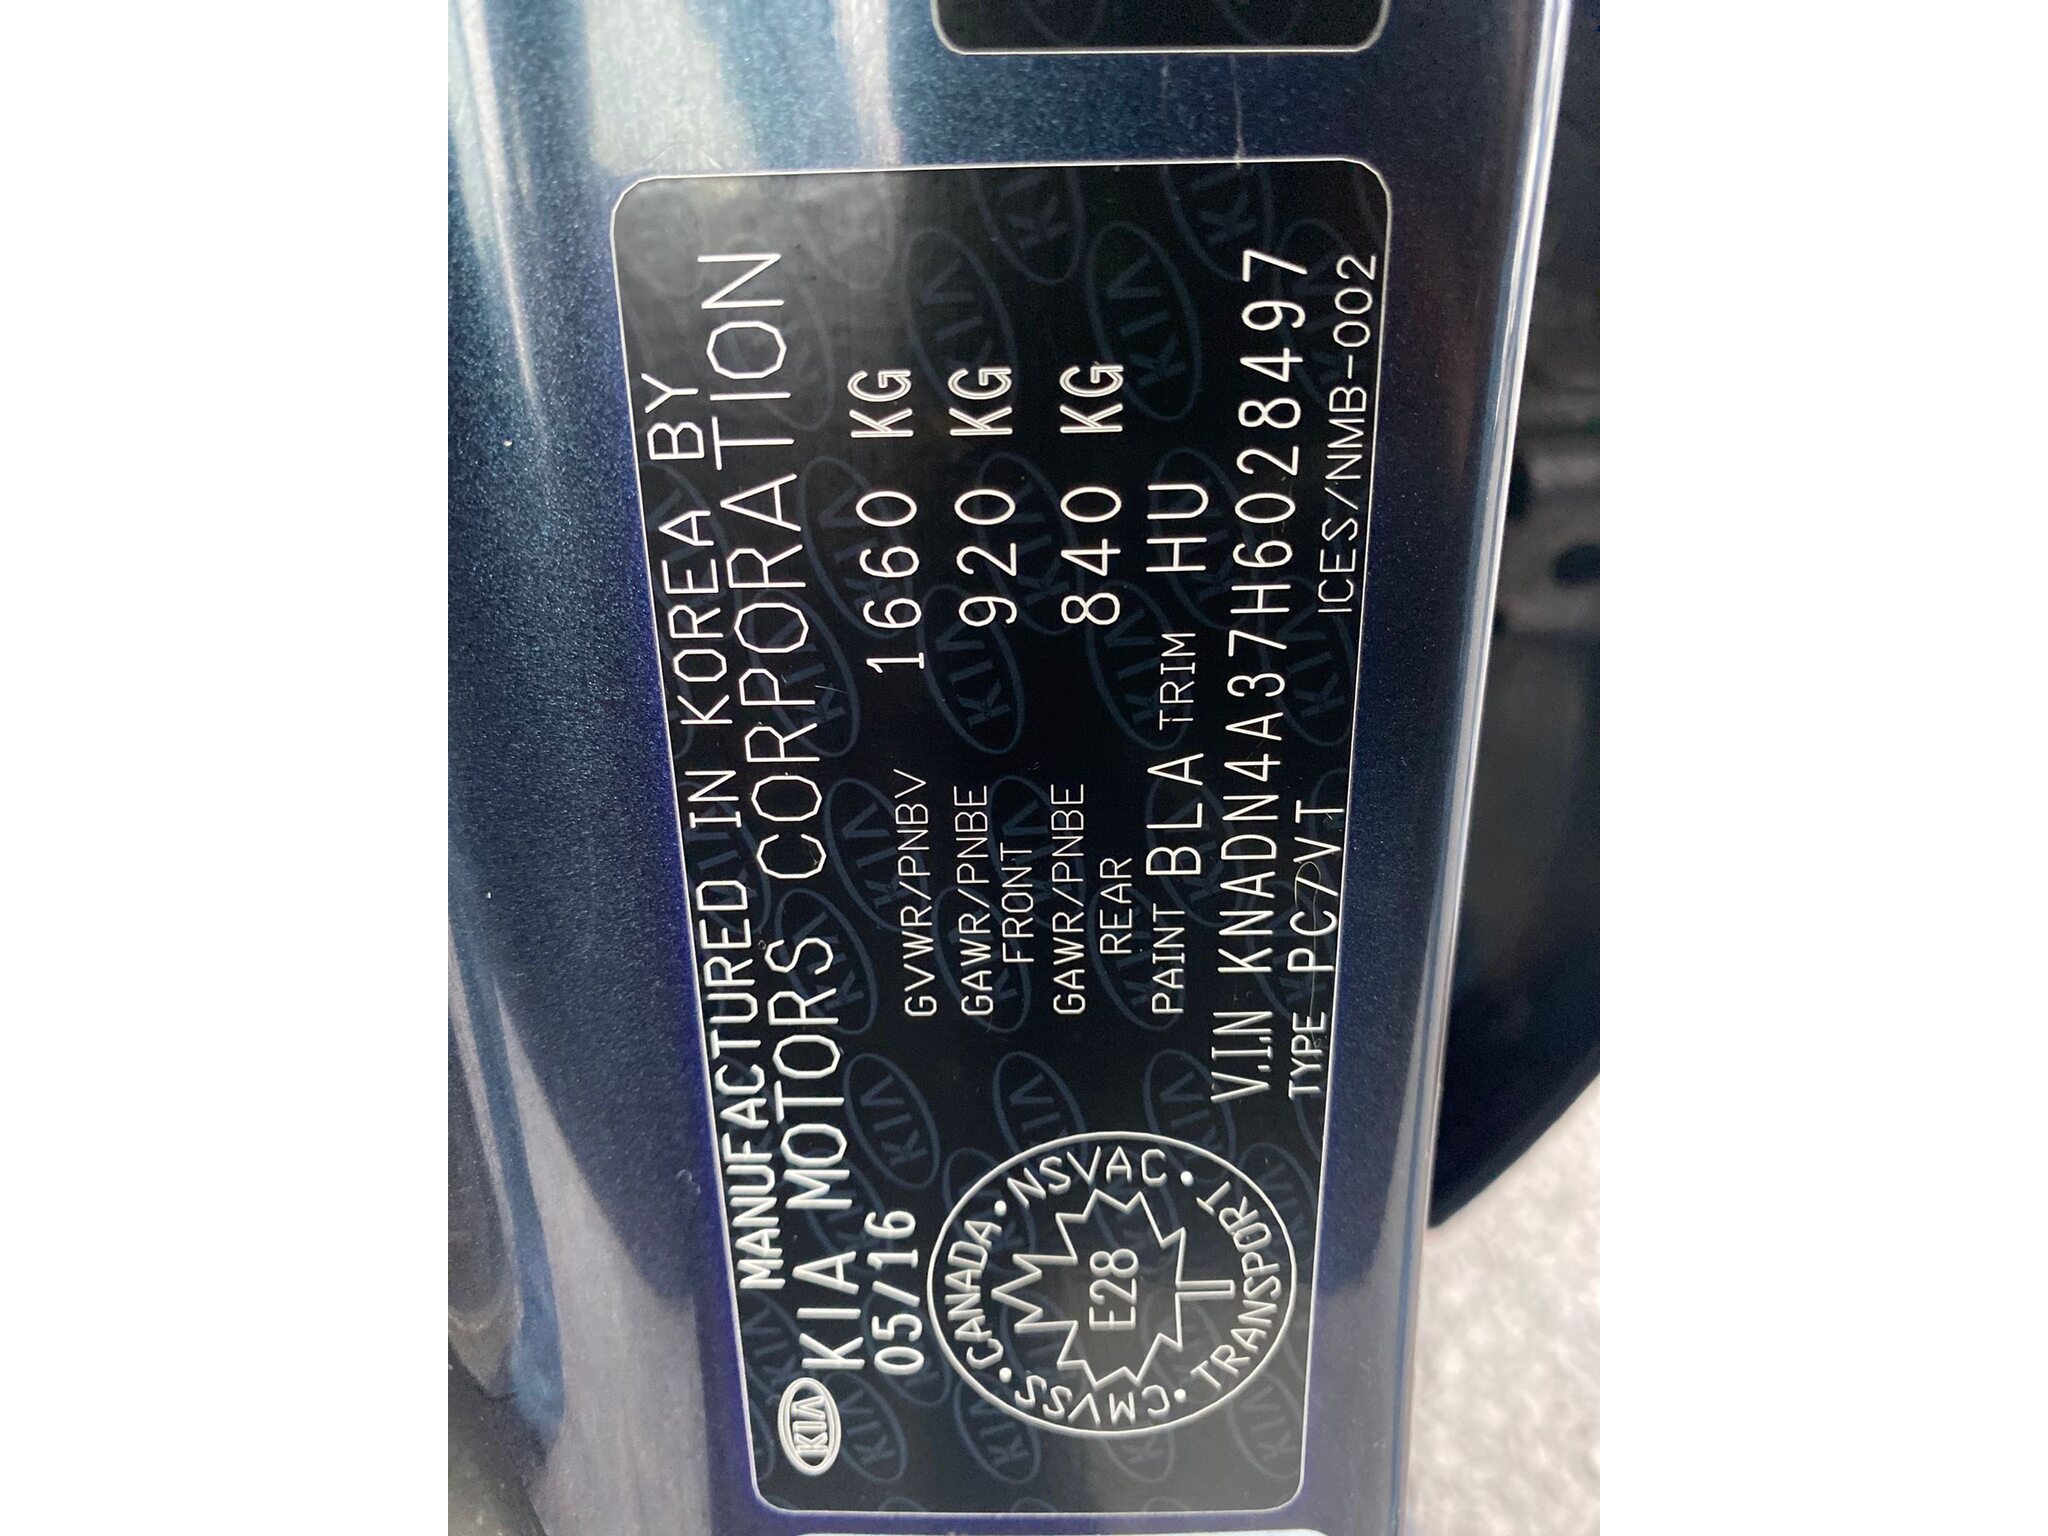 MANUFACTURED IN KOREA BY
KIA KIA MOTORS CORPORATION
05/16
GVWR/PNBV 1660 KG
GAWR/PNBE FRONT 920 KG
GAWR/PNBE REAR 840 KG
PAINT BLA TRIM HU
V.I.N KNADN4A37H6028497
TYPE PC/VT ICES/NMB-002
CANADA · NSVAC · TRANSPORT · CMVSS ·
E28